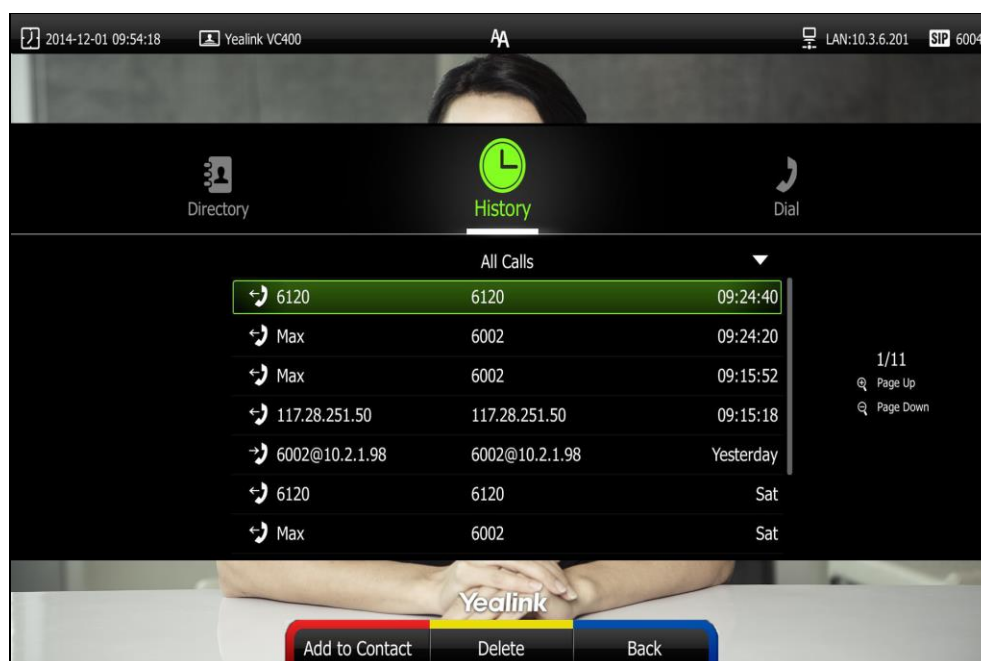 2014-12-01 09:54:18 Yealink VC400 AA LAN:10.3.6.201 SIP 6004
Directory History Dial
All Calls
6120 6120 09:24:40
Max 6002 09:24:20
Max 6002 09:15:52
117.28.251.50 117.28.251.50 09:15:18
6002@10.2.1.98 6002@10.2.1.98 Yesterday
6120 6120 Sat
Max 6002 Sat
1/11
Page Up
Page Down
Yealink
Add to Contact Delete Back